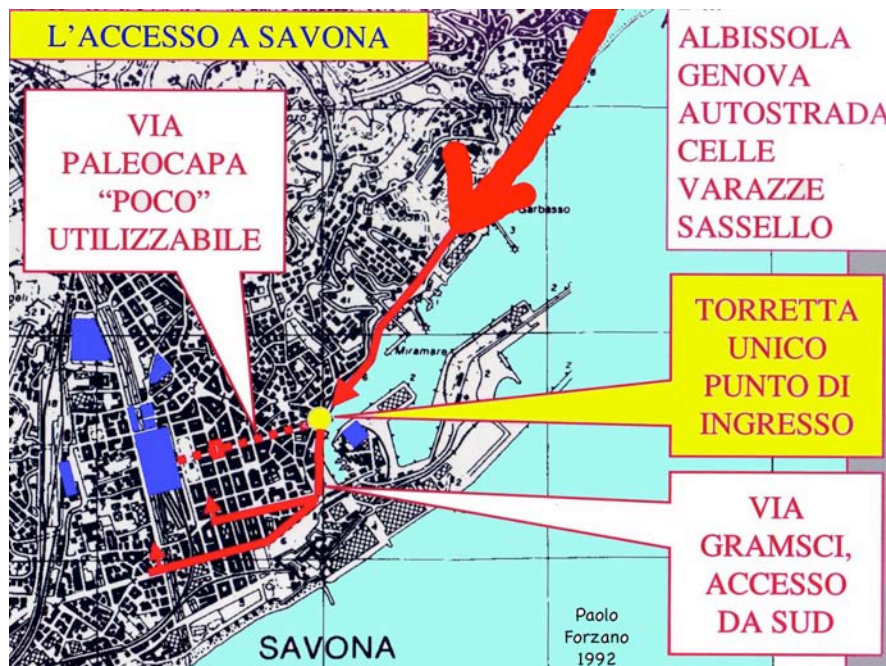 L'ACCESSO A SAVONA
ALBISSOLA
GENOVA
AUTOSTRADA
CELLE
VARAZZE
SASSELLO
VIA
PALEOCAPA
“POCO”
UTILIZZABILE
Garbasso
Miramare
TORRETTA
UNICO
PUNTO DI
INGRESSO
VIA
GRAMSCI,
ACCESSO
DA SUD
SAVONA
Paolo
Forzano
1992